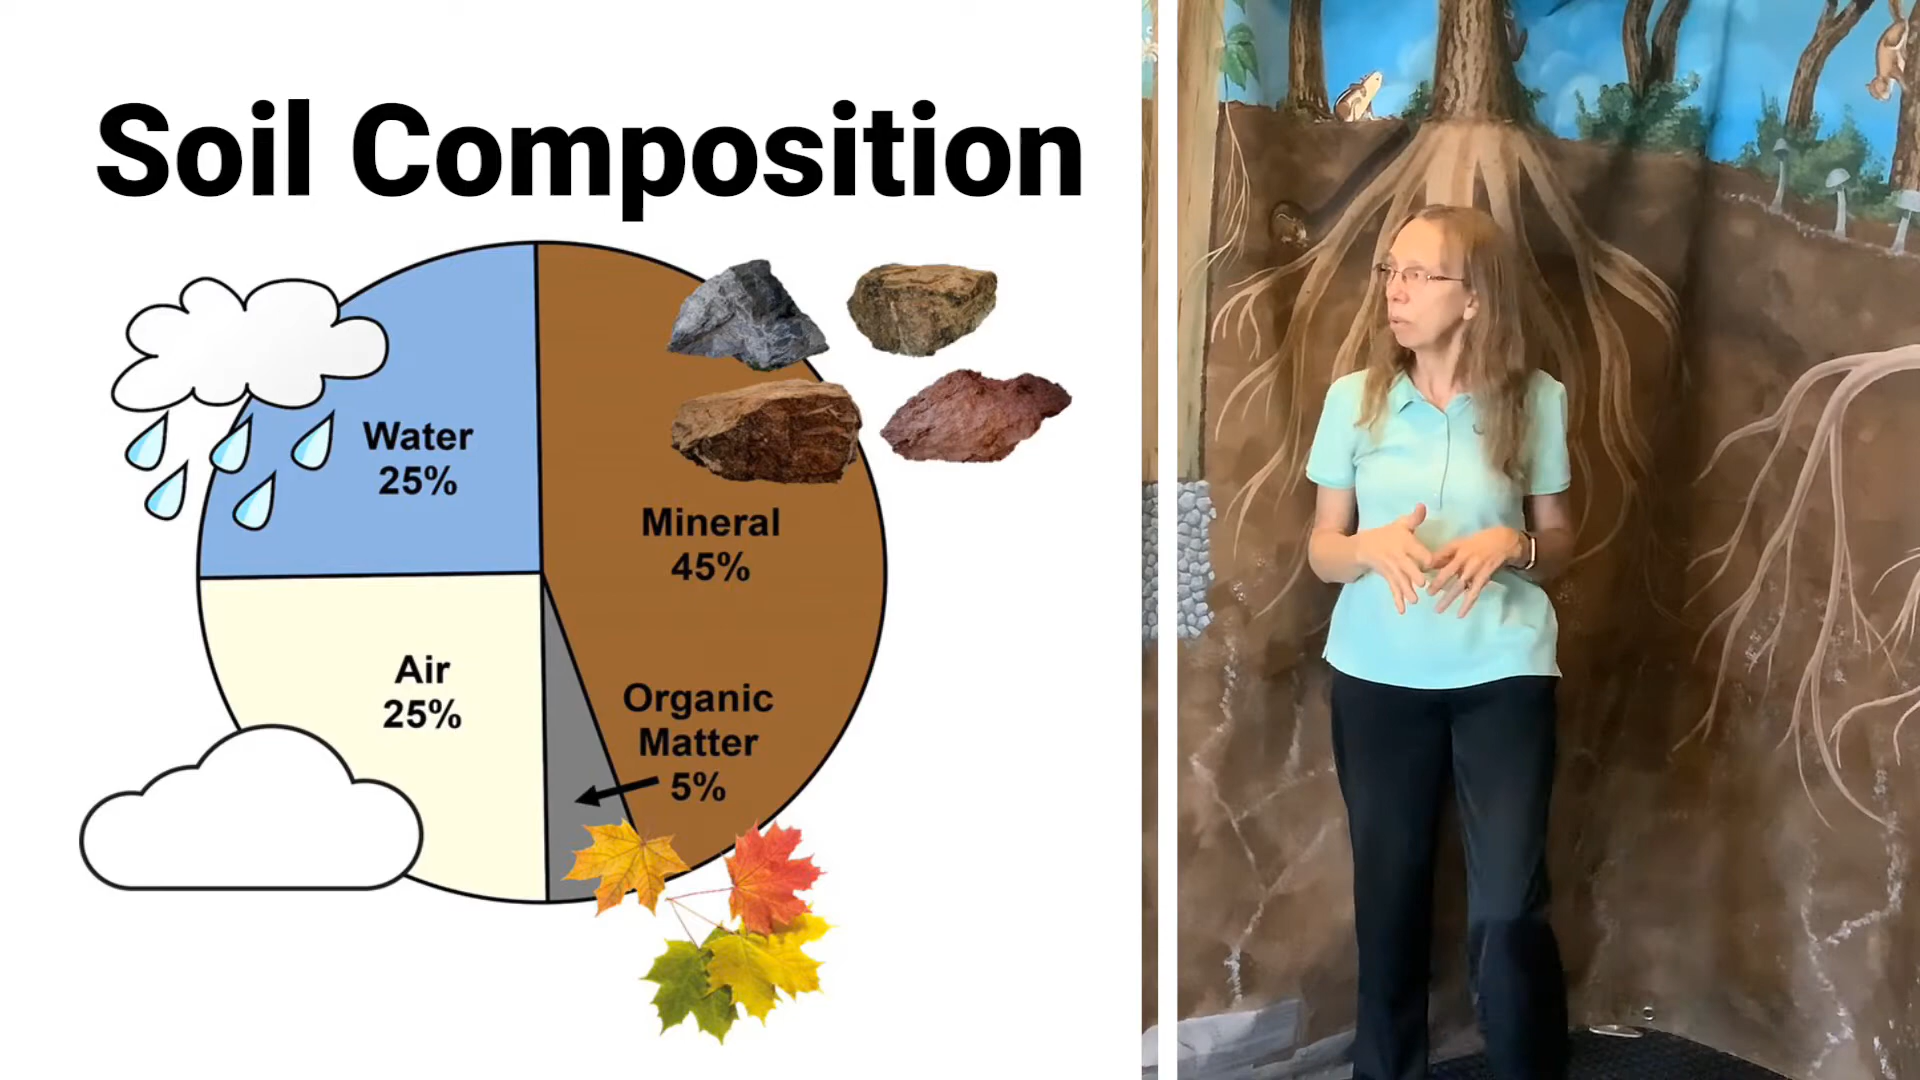 Soil Composition
Water
25%
Mineral
45%
Air
25%
Organic
Matter
5%